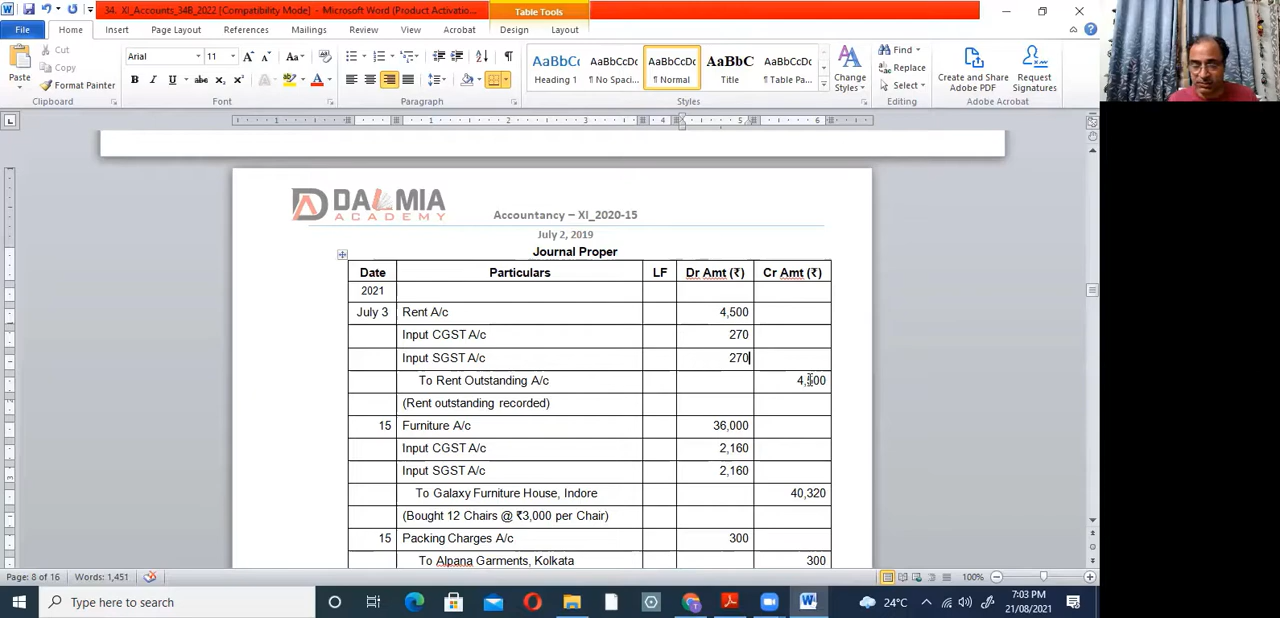 34. XI_Accounts_34B_2022 [Compatibility Mode] - Microsoft Word (Product Activatio...
Table Tools
File Home Insert Page Layout References Mailings Review View Acrobat Design Layout
Cut
Copy
Format Painter
Paste
Arial 11
AaBbCc AaBbCcDc AaBbCcDc AaBbC AaBbCcDc
Heading 1 ¶ No Spaci... ¶ Normal Title ¶ Table Pa...
Change Styles
Find
Replace
Select
Create and Share Adobe PDF
Request Signatures
Clipboard Font Paragraph Styles Editing Adobe Acrobat
DALMIA
ACADEMY
Accountancy – XI_2020-15
July 2, 2019
Journal Proper
Date Particulars LF Dr Amt (₹) Cr Amt (₹)
2021
July 3 Rent A/c 4,500
Input CGST A/c 270
Input SGST A/c 270
To Rent Outstanding A/c
(Rent outstanding recorded)
15 Furniture A/c 36,000
Input CGST A/c 2,160
Input SGST A/c 2,160
To Galaxy Furniture House, Indore 40,320
(Bought 12 Chairs @ ₹3,000 per Chair)
15 Packing Charges A/c 300
To Alpana Garments, Kolkata 300
Page: 8 of 16 Words: 1,451 100%
Type here to search
24°C
7:03 PM
21/08/2021